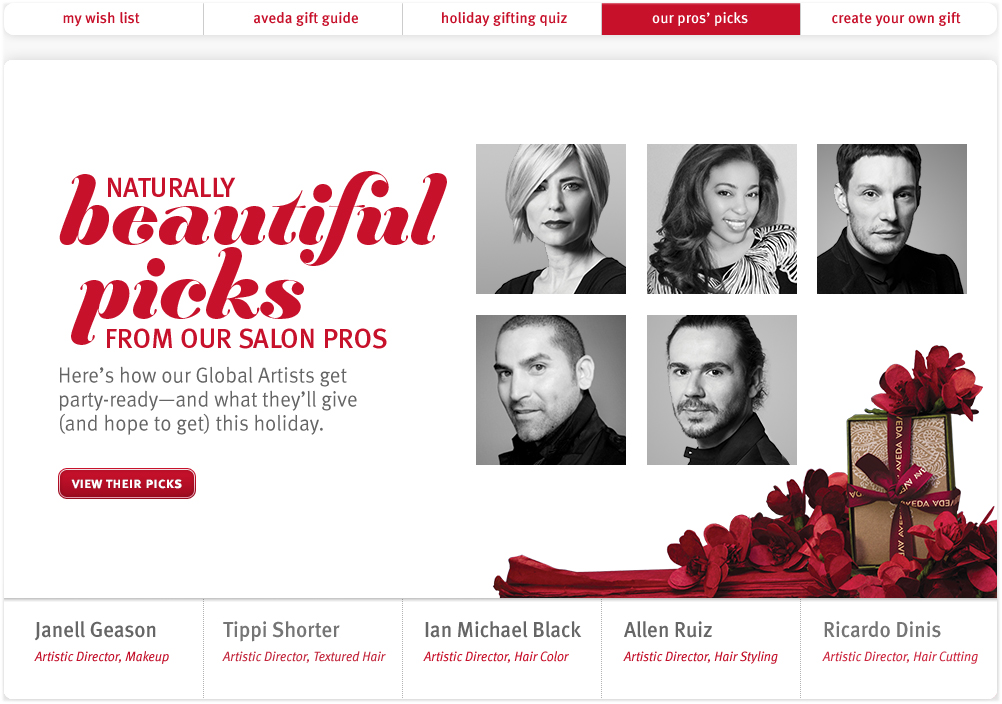 my wish list
aveda gift guide
holiday gifting quiz
our pros’ picks
create your own gift
NATURALLY
beautiful
picks
FROM OUR SALON PROS
Here’s how our Global Artists get
party-ready—and what they’ll give
(and hope to get) this holiday.
VIEW THEIR PICKS
AVEDA AVEDA
Janell Geason
Artistic Director, Makeup
Tippi Shorter
Artistic Director, Textured Hair
Ian Michael Black
Artistic Director, Hair Color
Allen Ruiz
Artistic Director, Hair Styling
Ricardo Dinis
Artistic Director, Hair Cutting